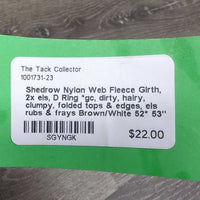 The Tack Collector
1001731-23
Shedrow Nylon Web Fleece Girth,
2x els, D Ring *gc, dirty, hairy,
clumpy, folded tops & edges, els
rubs & frays Brown/White 52" 53"
$22.00
SGYNGK